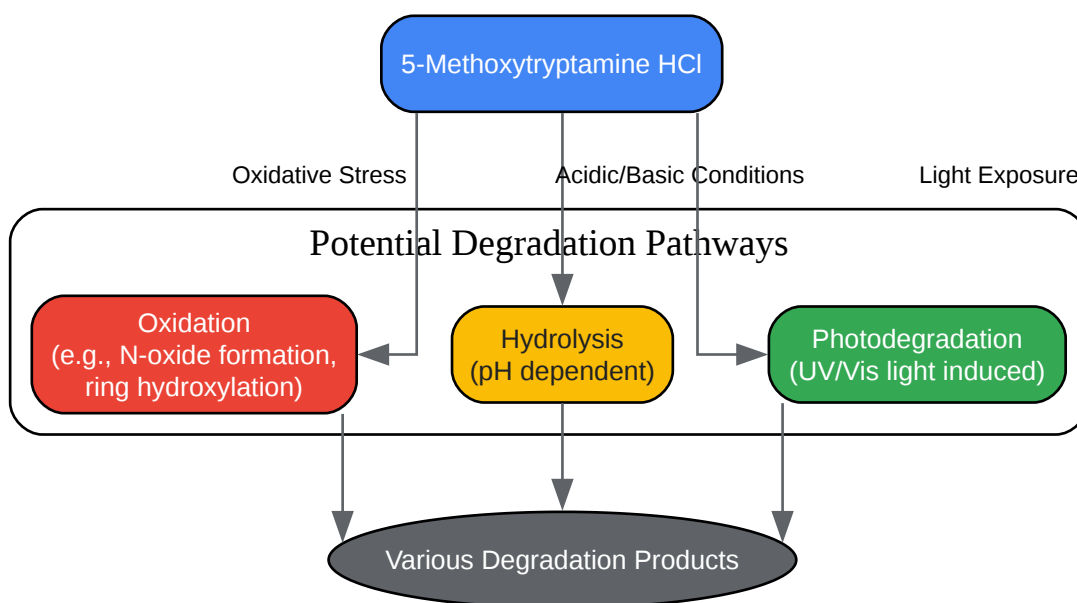 5-Methoxytryptamine HCl
Oxidative Stress
Acidic/Basic Conditions
Light Exposure
Potential Degradation Pathways
Oxidation
(e.g., N-oxide formation,
ring hydroxylation)
Hydrolysis
(pH dependent)
Photodegradation
(UV/Vis light induced)
Various Degradation Products